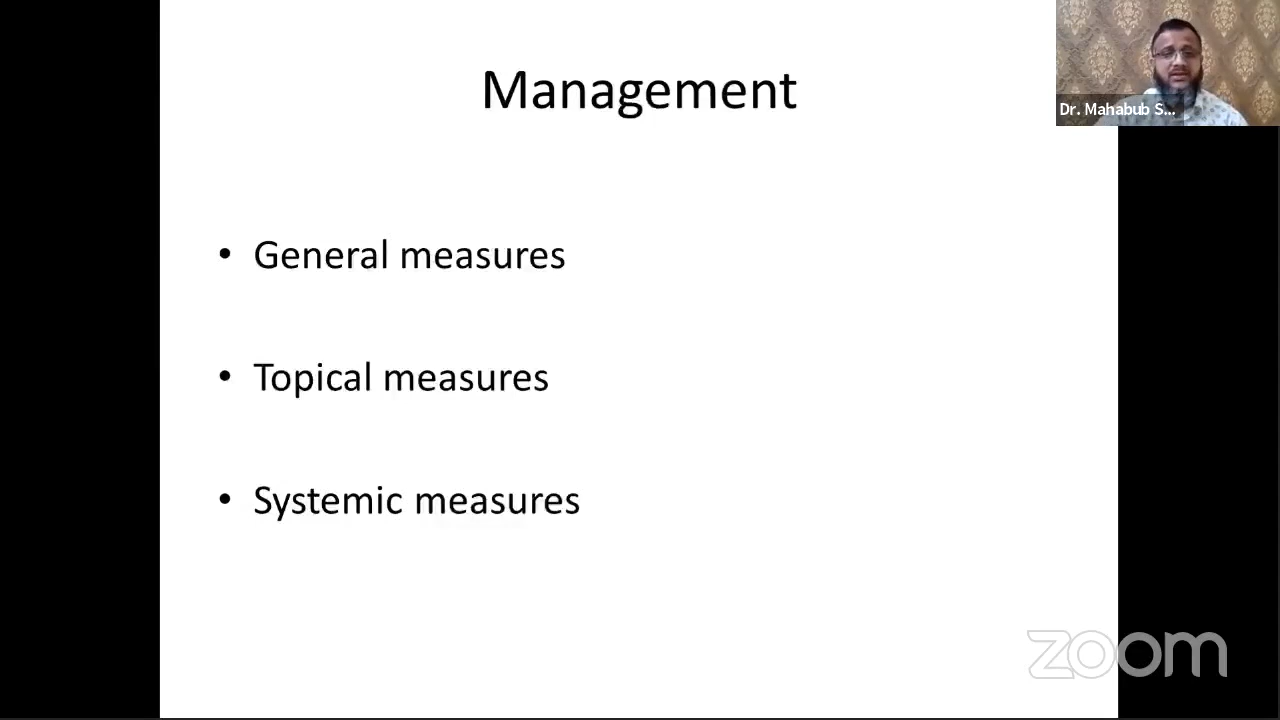 Management
Dr. Mahabub S...
• General measures
• Topical measures
• Systemic measures
zoom